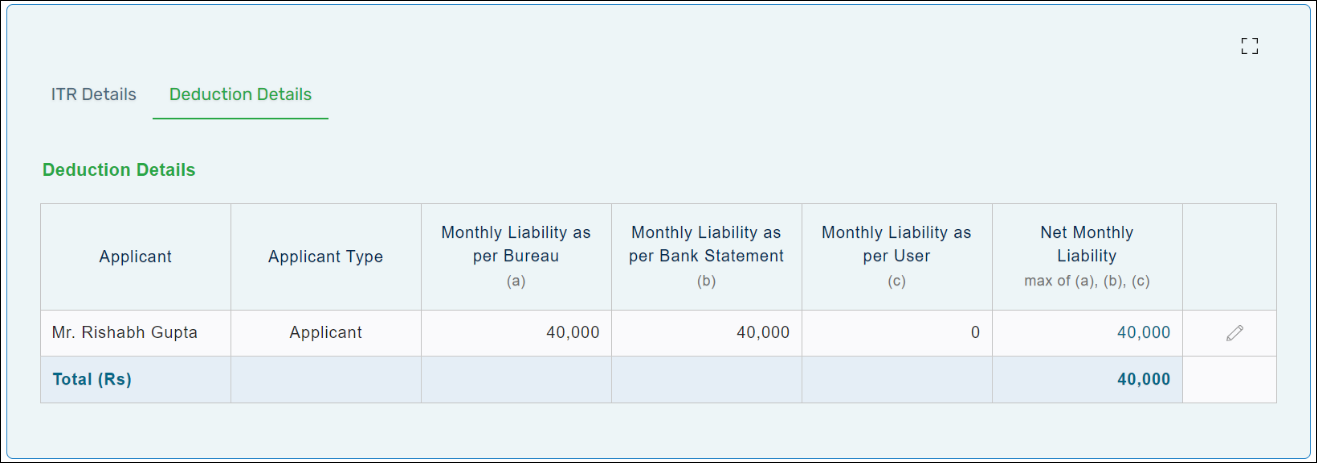 ITR Details
Deduction Details
Deduction Details
Applicant
Applicant Type
Monthly Liability as
per Bureau
(a)
Monthly Liability as
per Bank Statement
(b)
Monthly Liability as
per User
(c)
Net Monthly
Liability
max of (a), (b), (c)
Mr. Rishabh Gupta
Applicant
40,000
40,000
0
40,000
Total (Rs)
40,000